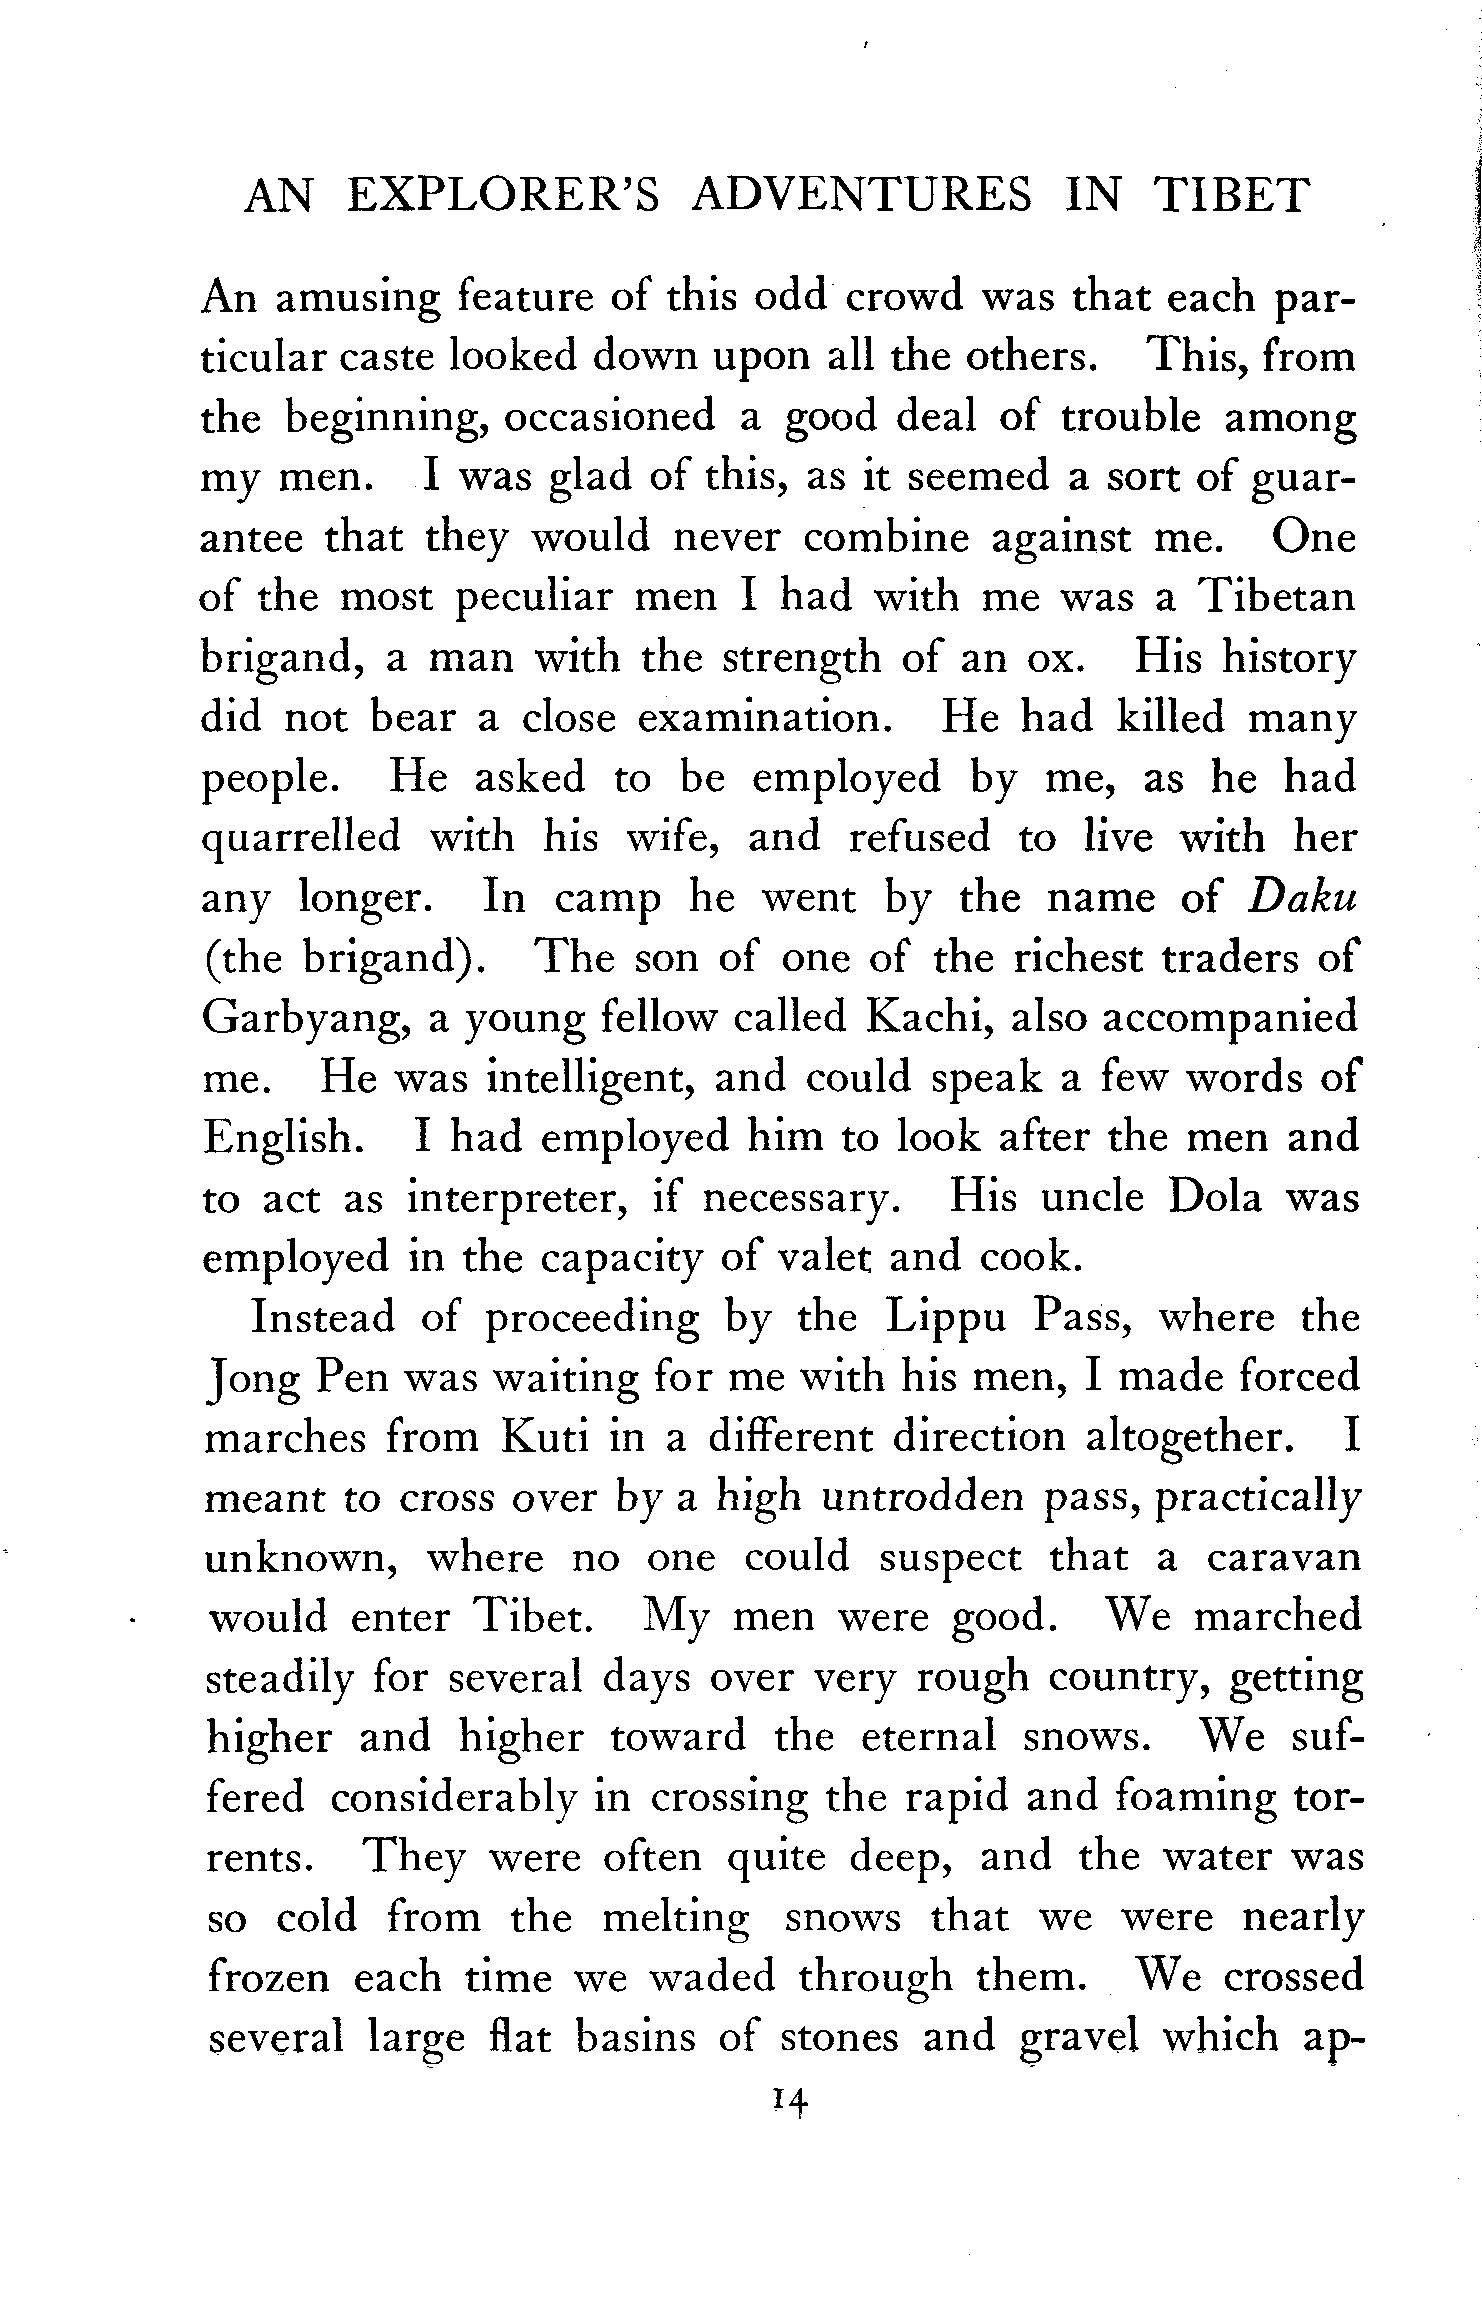 AN EXPLORER'S ADVENTURES IN TIBET
An amusing feature of this odd crowd was that each par-
ticular caste looked down upon all the others. This, from
the beginning, occasioned a good deal of trouble among
my men. I was glad of this, as it seemed a sort of guar-
antee that they would never combine against me. One
of the most peculiar men I had with me was a Tibetan
brigand, a man with the strength of an ox. His history
did not bear a close examination. He had killed many
people. He asked to be employed by me, as he had
quarrelled with his wife, and refused to live with her
any longer. In camp he went by the name of Daku
(the brigand). The son of one of the richest traders of
Garbyang, a young fellow called Kachi, also accompanied
me. He was intelligent, and could speak a few words of
English. I had employed him to look after the men and
to act as interpreter, if necessary. His uncle Dola was
employed in the capacity of valet and cook.
Instead of proceeding by the Lippu Pass, where the
Jong Pen was waiting for me with his men, I made forced
marches from Kuti in a different direction altogether. I
meant to cross over by a high untrodden pass, practically
unknown, where no one could suspect that a caravan
would enter Tibet. My men were good. We marched
steadily for several days over very rough country, getting
higher and higher toward the eternal snows. We suf-
fered considerably in crossing the rapid and foaming tor-
rents. They were often quite deep, and the water was
so cold from the melting snows that we were nearly
frozen each time we waded through them. We crossed
several large flat basins of stones and gravel which ap-
14